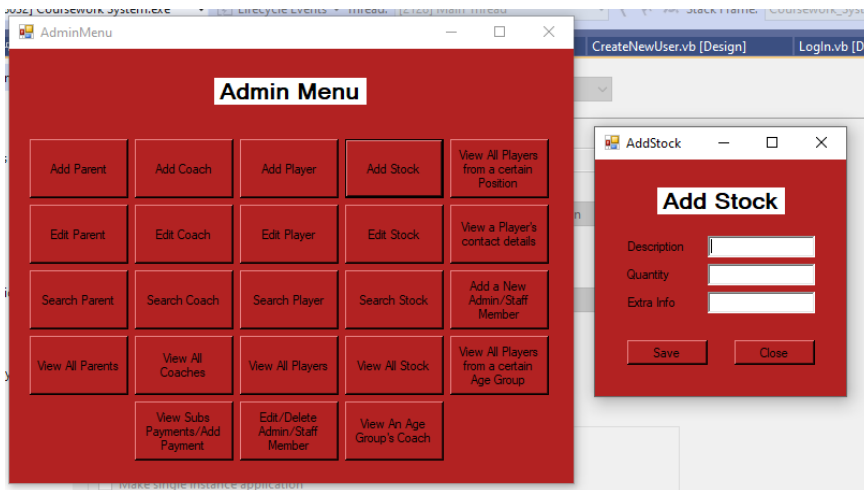 Coursework System.exe
Lifecycle Events
Thread:
[2120] Main Thread
Stack Frame:
AdminMenu
CreateNewUser.vb [Design]
LogIn.vb [D
Admin Menu
Add Parent
Add Coach
Add Player
Add Stock
View All Players
from a certain
Position
Edit Parent
Edit Coach
Edit Player
Edit Stock
View a Player's
contact details
Search Parent
Search Coach
Search Player
Search Stock
Add a New
Admin/Staff
Member
View All Parents
View All
Coaches
View All Players
View All Stock
View All Players
from a certain
Age Group
View Subs
Payments/Add
Payment
Edit/Delete
Admin/Staff
Member
View An Age
Group's Coach
AddStock
Add Stock
Description
Quantity
Extra Info
Save
Close
Make single instance application